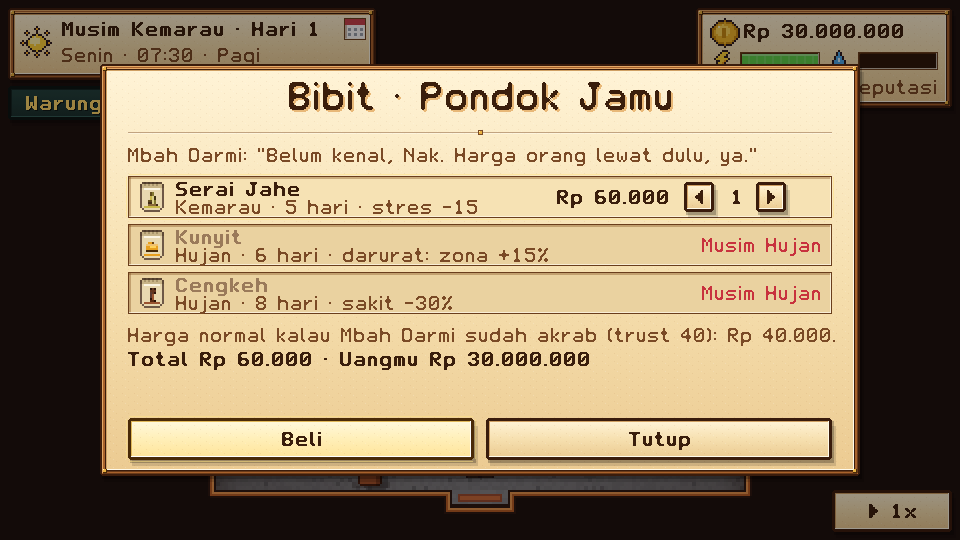 Musim Kemarau · Hari 1
Senin · 07:30 · Pagi
Rp 30.000.000
eputasi
Warung
Bibit · Pondok Jamu
Mbah Darmi: "Belum kenal, Nak. Harga orang lewat dulu, ya."
Serai Jahe
Kemarau · 5 hari · stres -15
Rp 60.000
1
Kunyit
Hujan · 6 hari · darurat: zona +15%
Musim Hujan
Cengkeh
Hujan · 8 hari · sakit -30%
Musim Hujan
Harga normal kalau Mbah Darmi sudah akrab (trust 40): Rp 40.000.
Total Rp 60.000 · Uangmu Rp 30.000.000
Beli
Tutup
1x